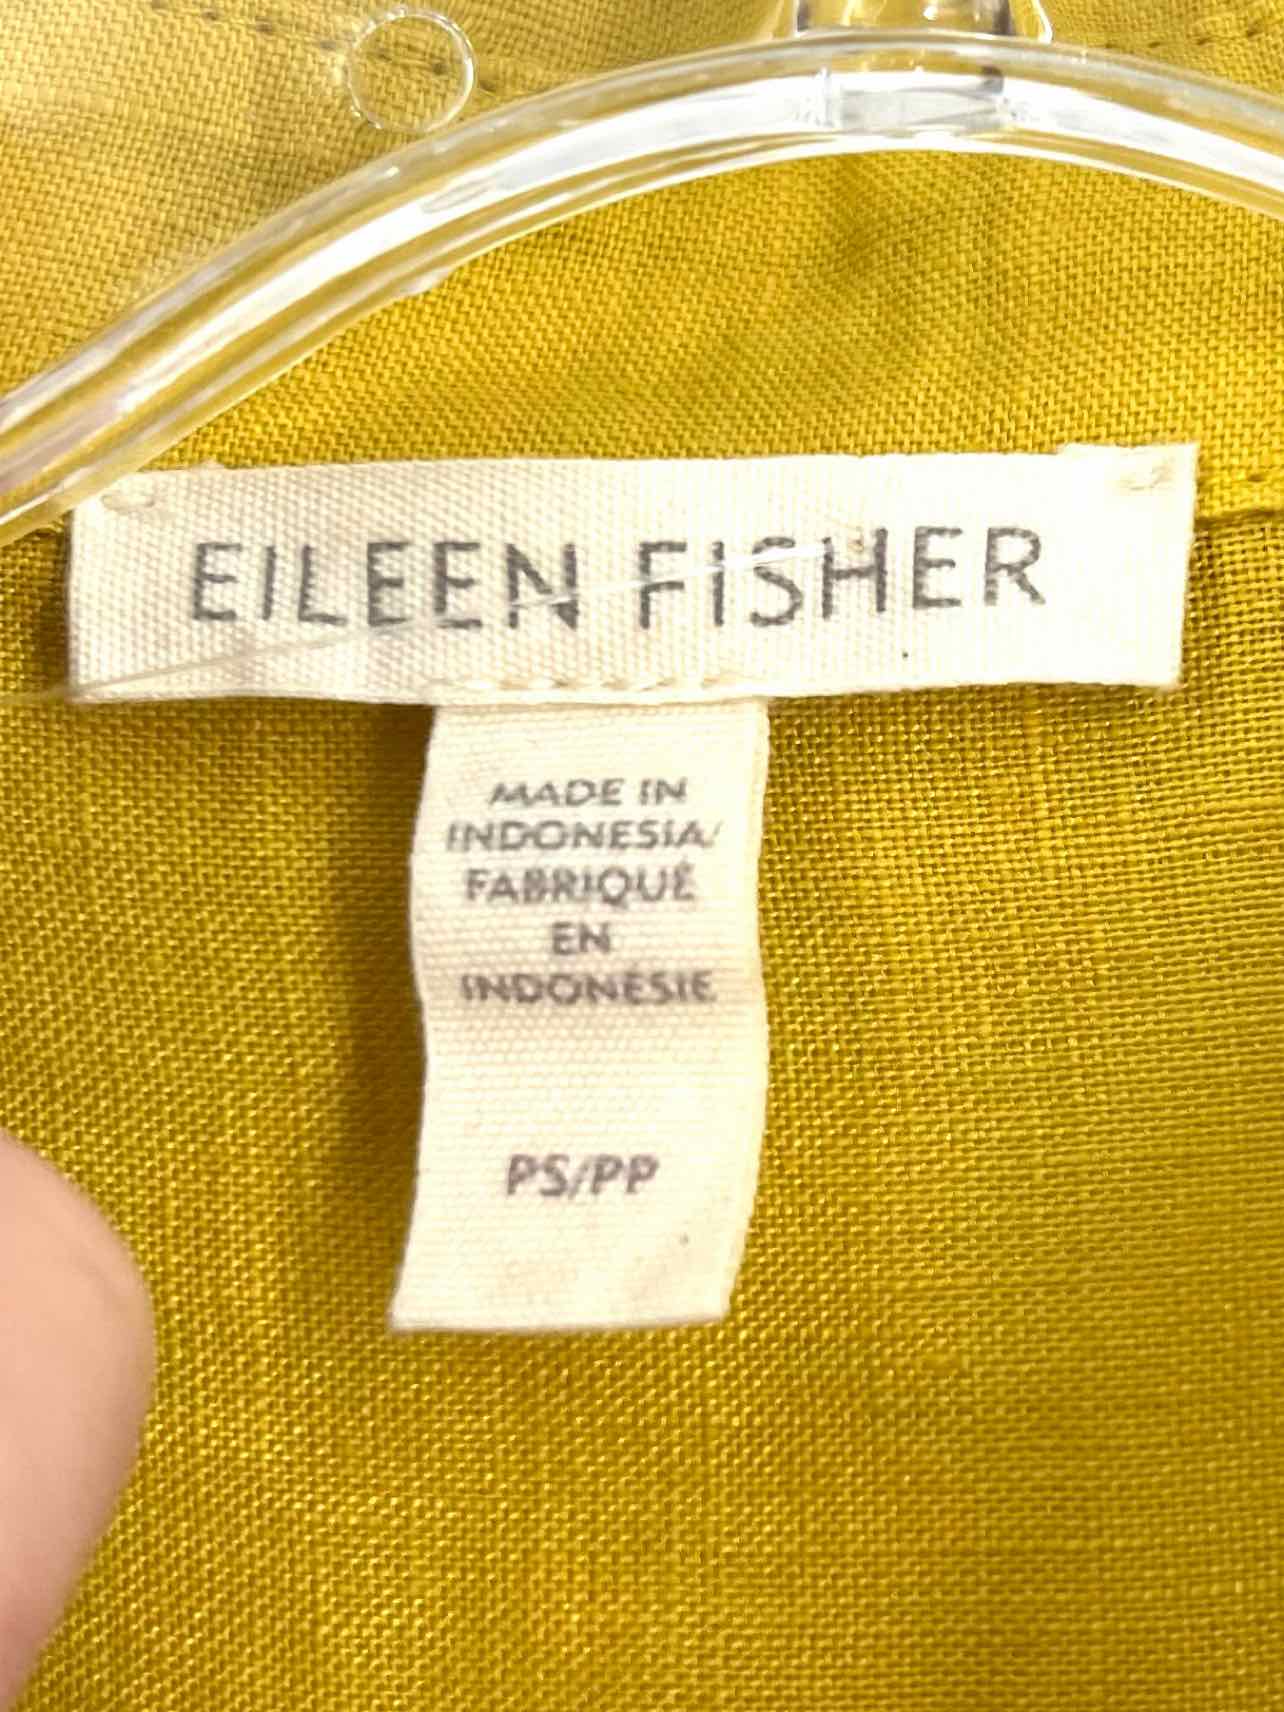 EILEEN FISHER
MADE IN
INDONESIA/
FABRIQUÉ
EN
INDONÉSIE
PS/PP